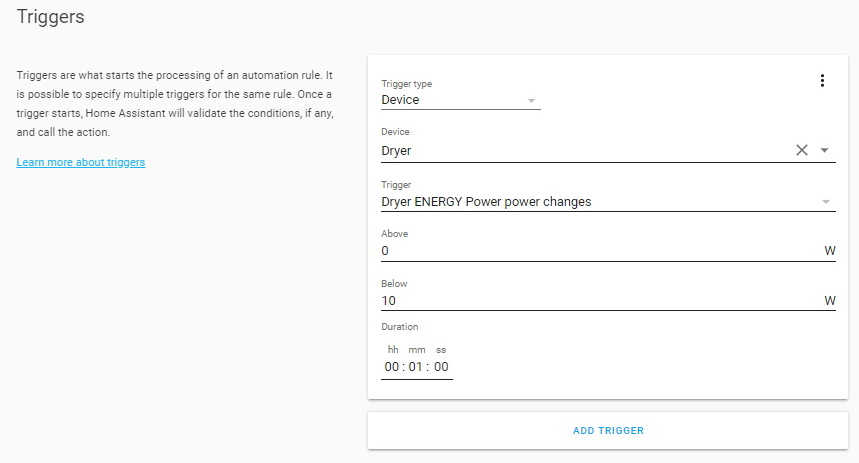 Triggers
Triggers are what starts the processing of an automation rule. It
is possible to specify multiple triggers for the same rule. Once a
trigger starts, Home Assistant will validate the conditions, if any,
and call the action.
Learn more about triggers
Trigger type
Device
Device
Dryer
Trigger
Dryer ENERGY Power power changes
Above
0 W
Below
10 W
Duration
hh mm ss
00 : 01 : 00
ADD TRIGGER